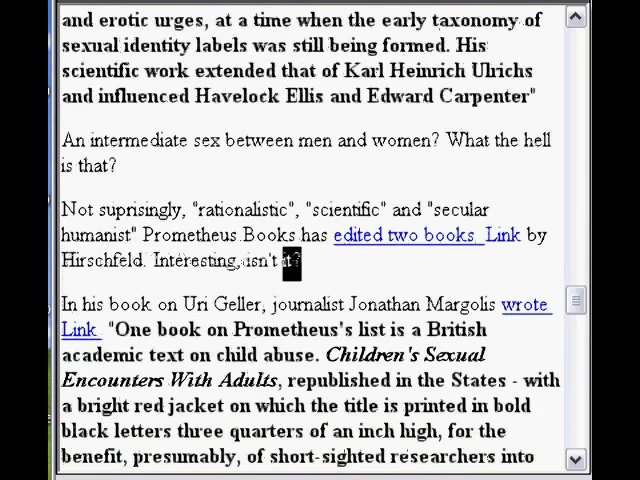 and erotic urges, at a time when the early taxonomy of
sexual identity labels was still being formed. His
scientific work extended that of Karl Heinrich Ulrichs
and influenced Havelock Ellis and Edward Carpenter"
An intermediate sex between men and women? What the hell
is that?
Not suprisingly, "rationalistic", "scientific" and "secular
humanist" Prometheus Books has edited two books Link by
Hirschfeld. Interesting, isn't it?
In his book on Uri Geller, journalist Jonathan Margolis wrote
Link "One book on Prometheus's list is a British
academic text on child abuse. Children's Sexual
Encounters With Adults, republished in the States - with
a bright red jacket on which the title is printed in bold
black letters three quarters of an inch high, for the
benefit, presumably, of short-sighted researchers into